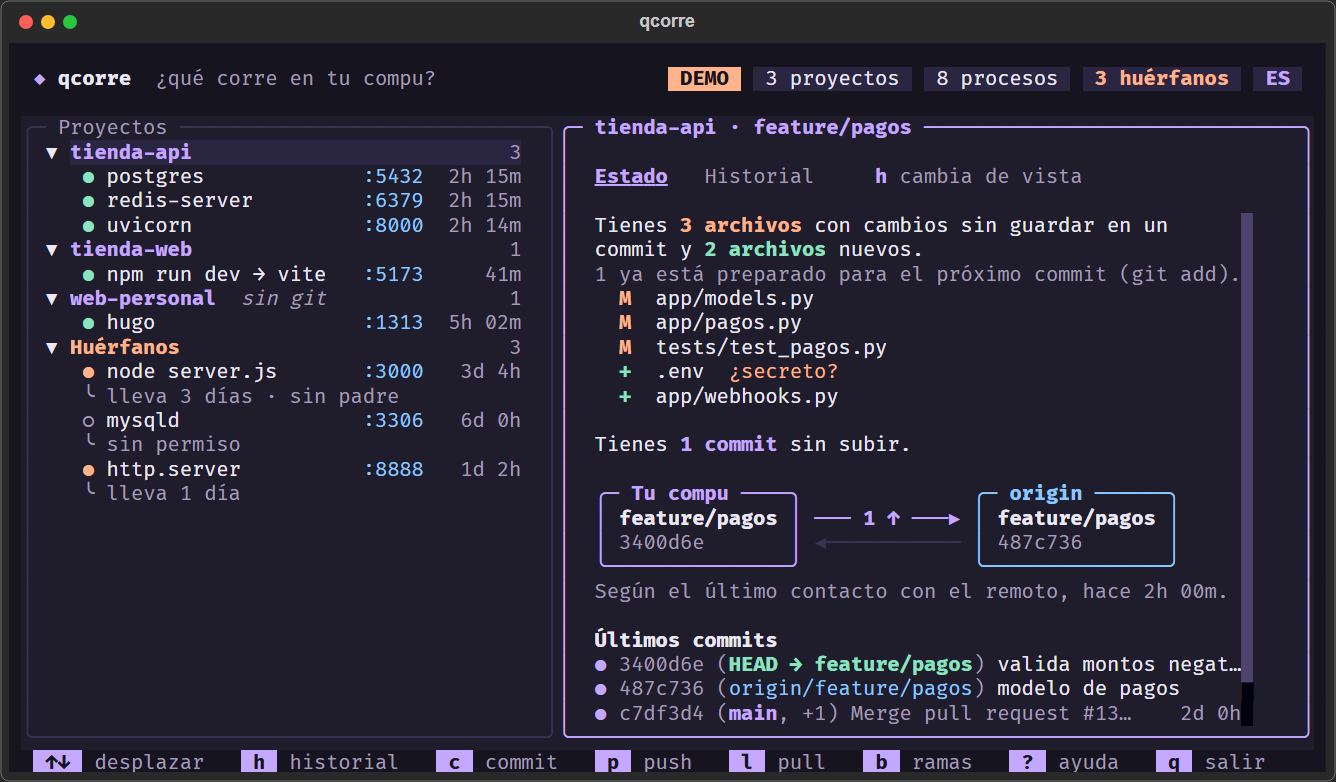 qcorre
◆ qcorre ¿qué corre en tu compu? DEMO 3 proyectos 8 procesos 3 huérfanos ES
Proyectos
▼ tienda-api 3
● postgres :5432 2h 15m
● redis-server :6379 2h 15m
● uvicorn :8000 2h 14m
▼ tienda-web 1
● npm run dev → vite :5173 41m
▼ web-personal sin git 1
● hugo :1313 5h 02m
▼ Huérfanos 3
● node server.js :3000 3d 4h
╰ lleva 3 días · sin padre
○ mysqld :3306 6d 0h
╰ sin permiso
● http.server :8888 1d 2h
╰ lleva 1 día
tienda-api · feature/pagos
Estado Historial h cambia de vista
Tienes 3 archivos con cambios sin guardar en un
commit y 2 archivos nuevos.
1 ya está preparado para el próximo commit (git add).
M app/models.py
M app/pagos.py
M tests/test_pagos.py
+ .env ¿secreto?
+ app/webhooks.py
Tienes 1 commit sin subir.
Tu compu
feature/pagos
3400d6e
1 ↑
origin
feature/pagos
487c736
Según el último contacto con el remoto, hace 2h 00m.
Últimos commits
● 3400d6e (HEAD → feature/pagos) valida montos negat…
● 487c736 (origin/feature/pagos) modelo de pagos
● c7df3d4 (main, +1) Merge pull request #13… 2d 0h
↑↓ desplazar h historial c commit p push l pull b ramas ? ayuda q salir